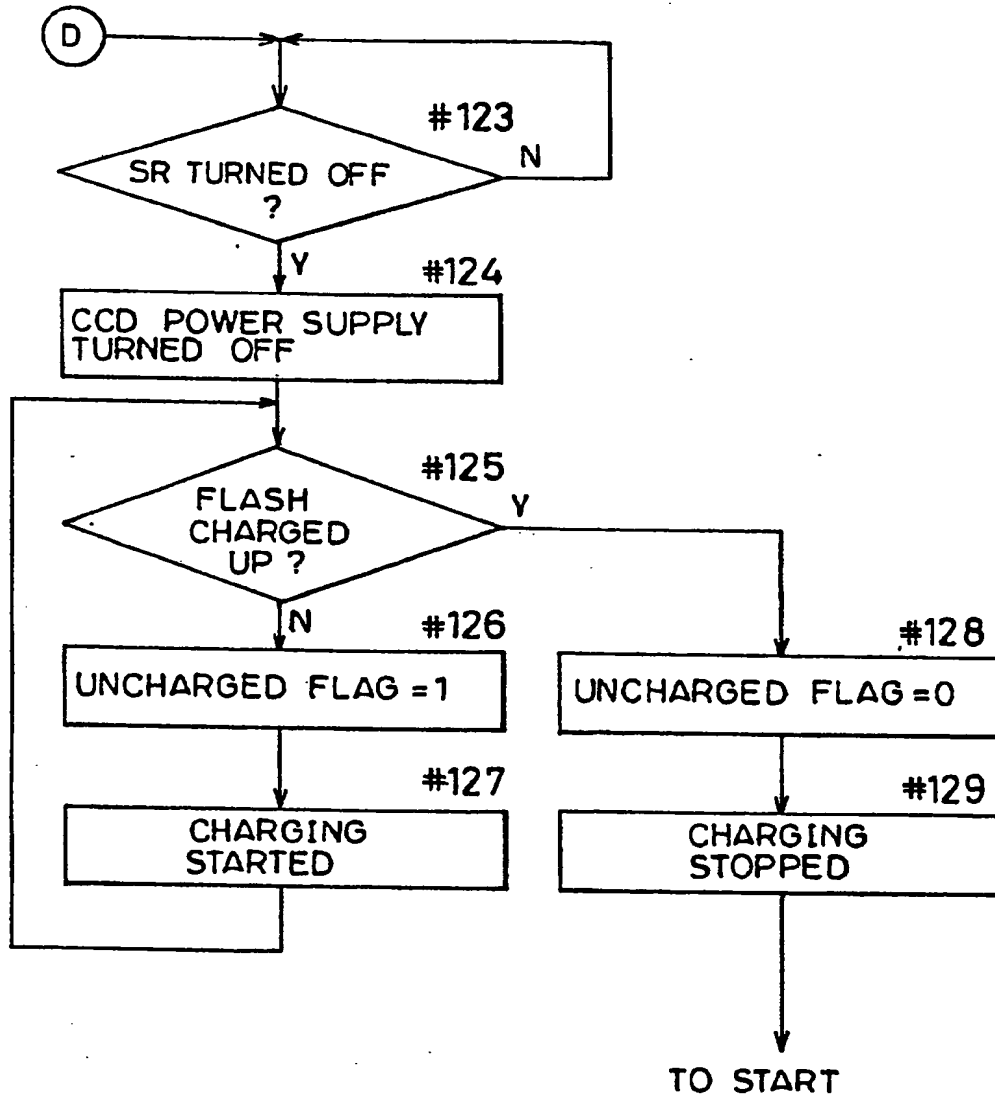 D
#123
SR TURNED OFF
?
N
Y
#124
CCD POWER SUPPLY
TURNED OFF
#125
FLASH
CHARGED
UP ?
Y
N
#126
UNCHARGED FLAG = 1
#128
UNCHARGED FLAG = 0
#127
CHARGING
STARTED
#129
CHARGING
STOPPED
TO START